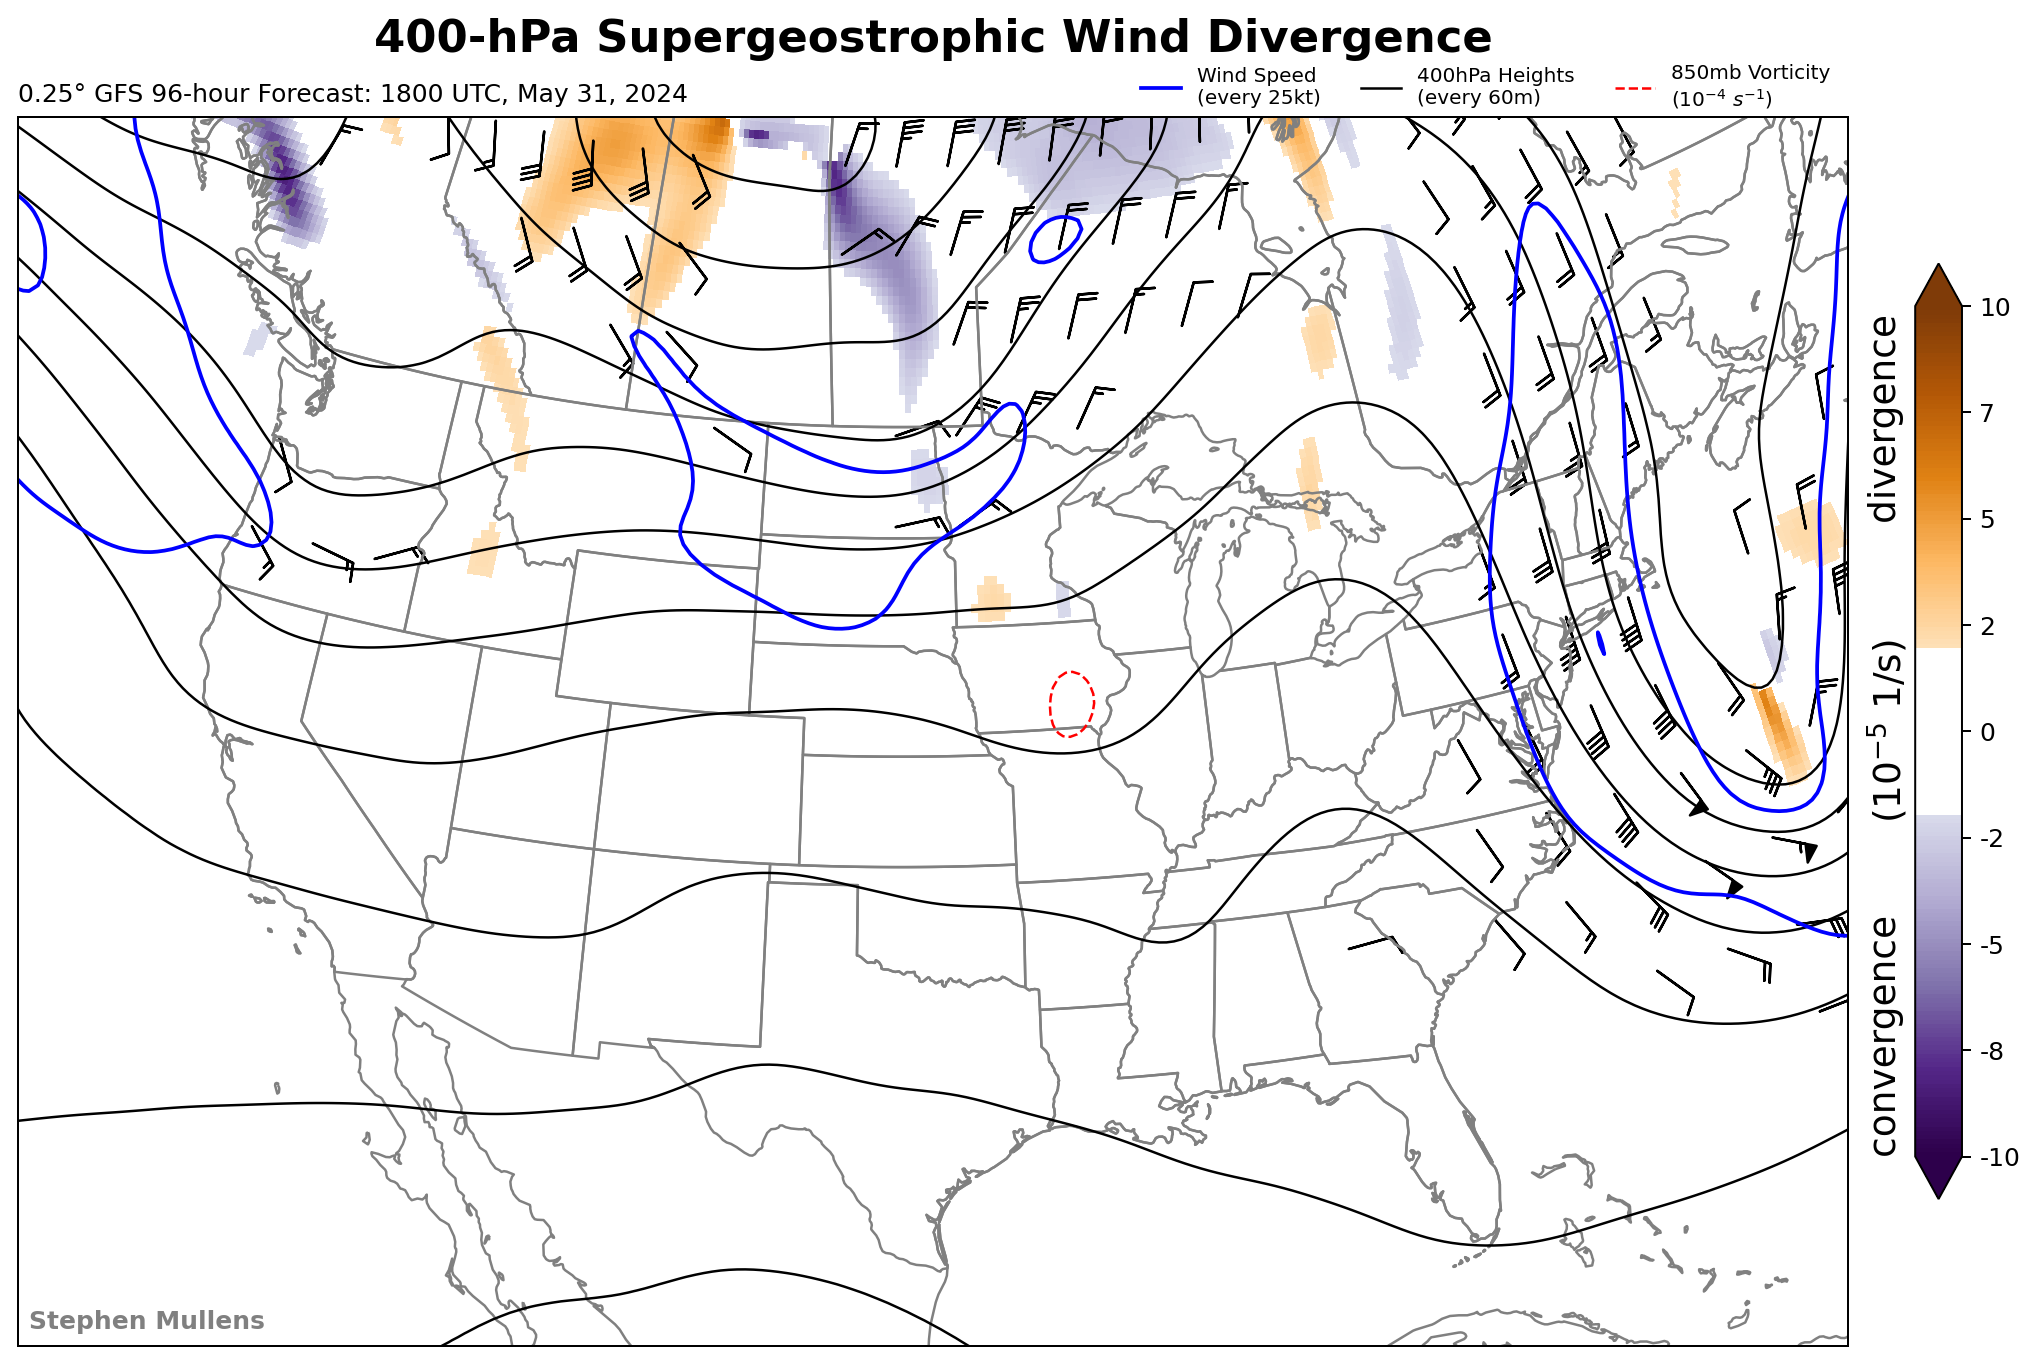 400-hPa Supergeostrophic Wind Divergence
0.25° GFS 96-hour Forecast: 1800 UTC, May 31, 2024
Wind Speed
(every 25kt)
400hPa Heights
(every 60m)
850mb Vorticity
(10⁻⁴ s⁻¹)
10
7
5
2
0
-2
-5
-8
-10
convergence (10⁻⁵ 1/s) divergence
Stephen Mullens